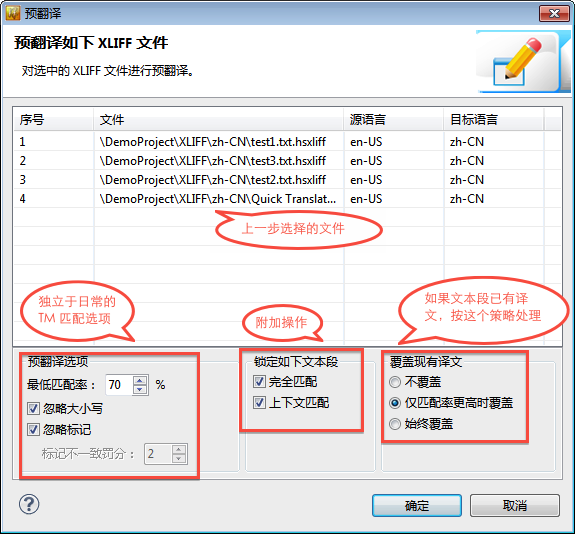 预翻译
预翻译如下 XLIFF 文件
对选中的 XLIFF 文件进行预翻译。
序号 文件 源语言 目标语言
1 \DemoProject\XLIFF\zh-CN\test1.txt.hsxliff en-US zh-CN
2 \DemoProject\XLIFF\zh-CN\test3.txt.hsxliff en-US zh-CN
3 \DemoProject\XLIFF\zh-CN\test2.txt.hsxliff en-US zh-CN
4 \DemoProject\XLIFF\zh-CN\Quick Translat... en-US zh-CN
上一步选择的文件
独立于日常的
TM 匹配选项
附加操作
如果文本段已有译
文，按这个策略处理
预翻译选项
最低匹配率： 70 %
忽略大小写
忽略标记
标记不一致罚分： 2
锁定如下文本段
完全匹配
上下文匹配
覆盖现有译文
不覆盖
仅匹配率更高时覆盖
始终覆盖
?
确定 取消